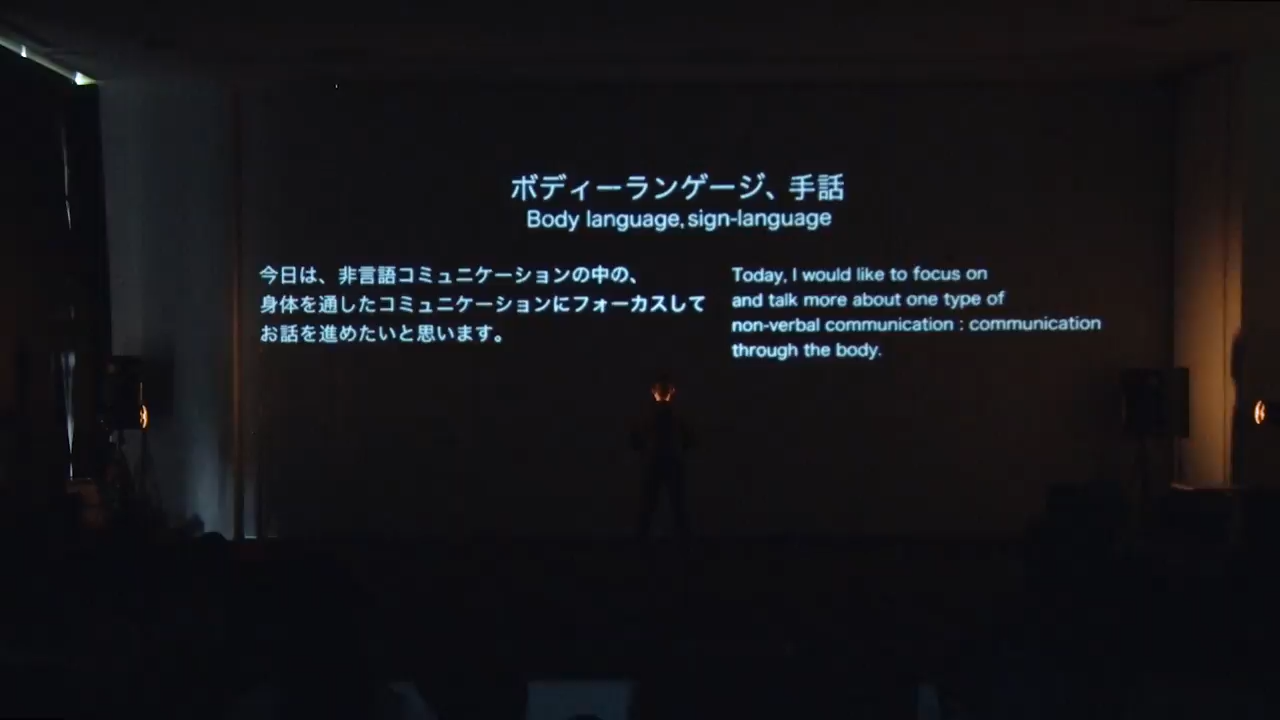 ボディーランゲージ、手話
Body language,sign-language
今日は、非言語コミュニケーションの中の、
身体を通したコミュニケーションにフォーカスして
お話を進めたいと思います。
Today, I would like to focus on
and talk more about one type of
non-verbal communication : communication
through the body.